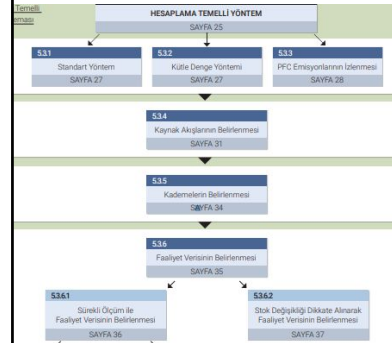 Temelli
ması
HESAPLAMA TEMELLİ YÖNTEM
SAYFA 25
5.3.1
Standart Yöntem
SAYFA 27
5.3.2
Kütle Denge Yöntemi
SAYFA 27
5.3.3
PFC Emisyonlarının İzlenmesi
SAYFA 28
5.3.4
Kaynak Akışlarının Belirlenmesi
SAYFA 31
5.3.5
Kademelerin Belirlenmesi
SAYFA 34
5.3.6
Faaliyet Verisinin Belirlenmesi
SAYFA 35
5.3.6.1
Sürekli Ölçüm ile
Faaliyet Verisinin Belirlenmesi
SAYFA 36
5.3.6.2
Stok Değişikliği Dikkate Alınarak
Faaliyet Verisinin Belirlenmesi
SAYFA 37